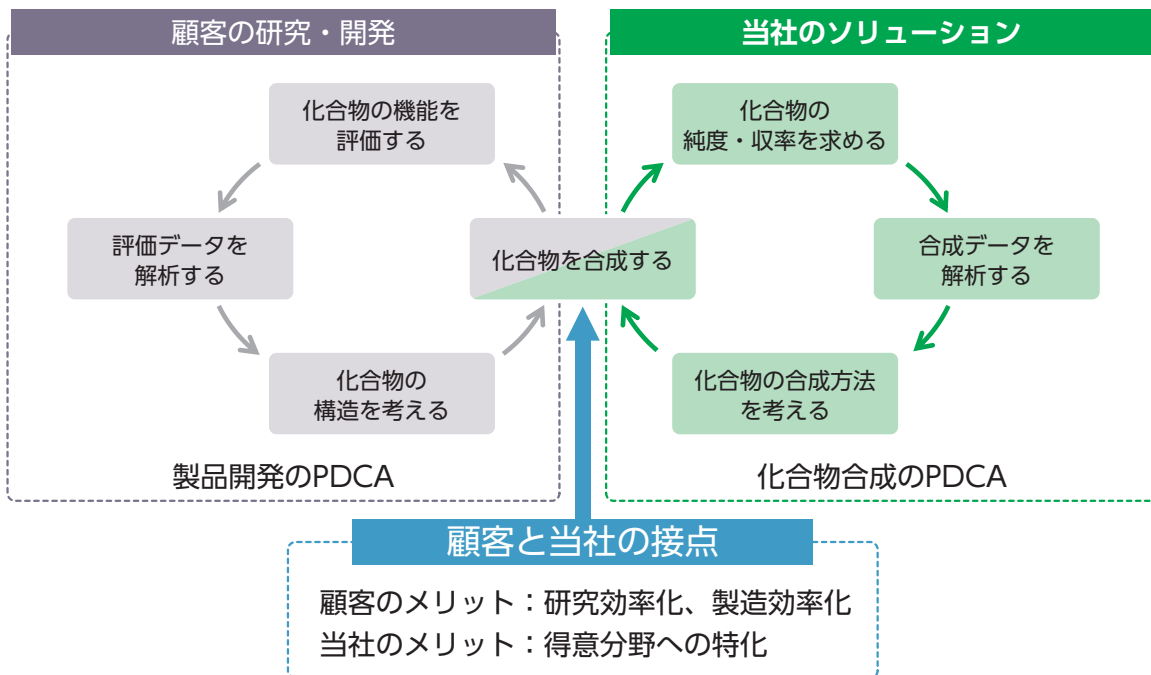 顧客の研究・開発
当社のソリューション
化合物の機能を
評価する
化合物の
純度・収率を求める
評価データを
解析する
化合物を合成する
合成データを
解析する
化合物の
構造を考える
化合物の合成方法
を考える
製品開発のPDCA
化合物合成のPDCA
顧客と当社の接点
顧客のメリット：研究効率化、製造効率化
当社のメリット：得意分野への特化